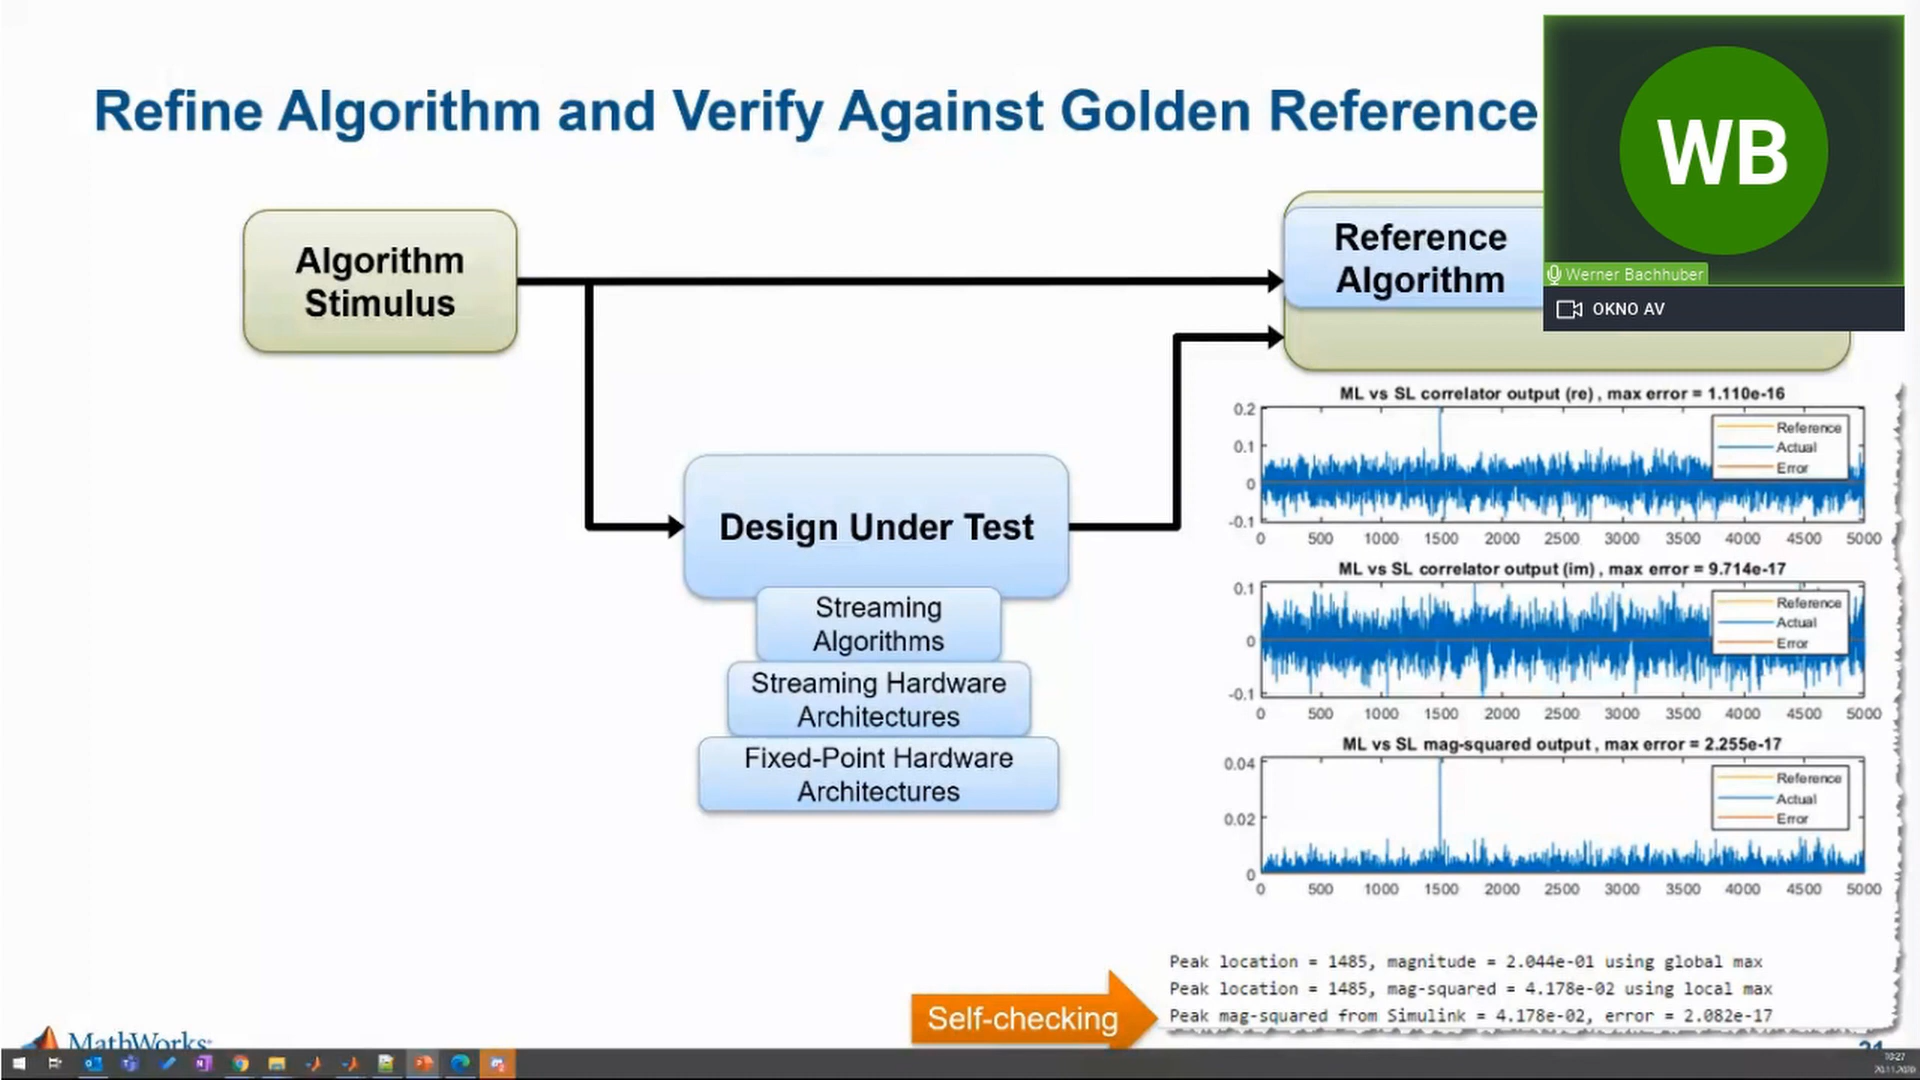 Refine Algorithm and Verify Against Golden Reference
WB
Werner Bachhuber
OKNO AV
Algorithm
Stimulus
Reference
Algorithm
Design Under Test
Streaming
Algorithms
Streaming Hardware
Architectures
Fixed-Point Hardware
Architectures
ML vs SL correlator output (re) , max error = 1.110e-16
0.2
0.1
0
-0.1
Reference
Actual
Error
0 500 1000 1500 2000 2500 3000 3500 4000 4500 5000
ML vs SL correlator output (im) , max error = 9.714e-17
0.1
0
-0.1
Reference
Actual
Error
0 500 1000 1500 2000 2500 3000 3500 4000 4500 5000
ML vs SL mag-squared output , max error = 2.255e-17
0.04
0.02
0
Reference
Actual
Error
0 500 1000 1500 2000 2500 3000 3500 4000 4500 5000
Peak location = 1485, magnitude = 2.044e-01 using global max
Peak location = 1485, mag-squared = 4.178e-02 using local max
Peak mag-squared from Simulink = 4.178e-02, error = 2.082e-17
Self-checking
MathWorks
10:27
20.11.2020